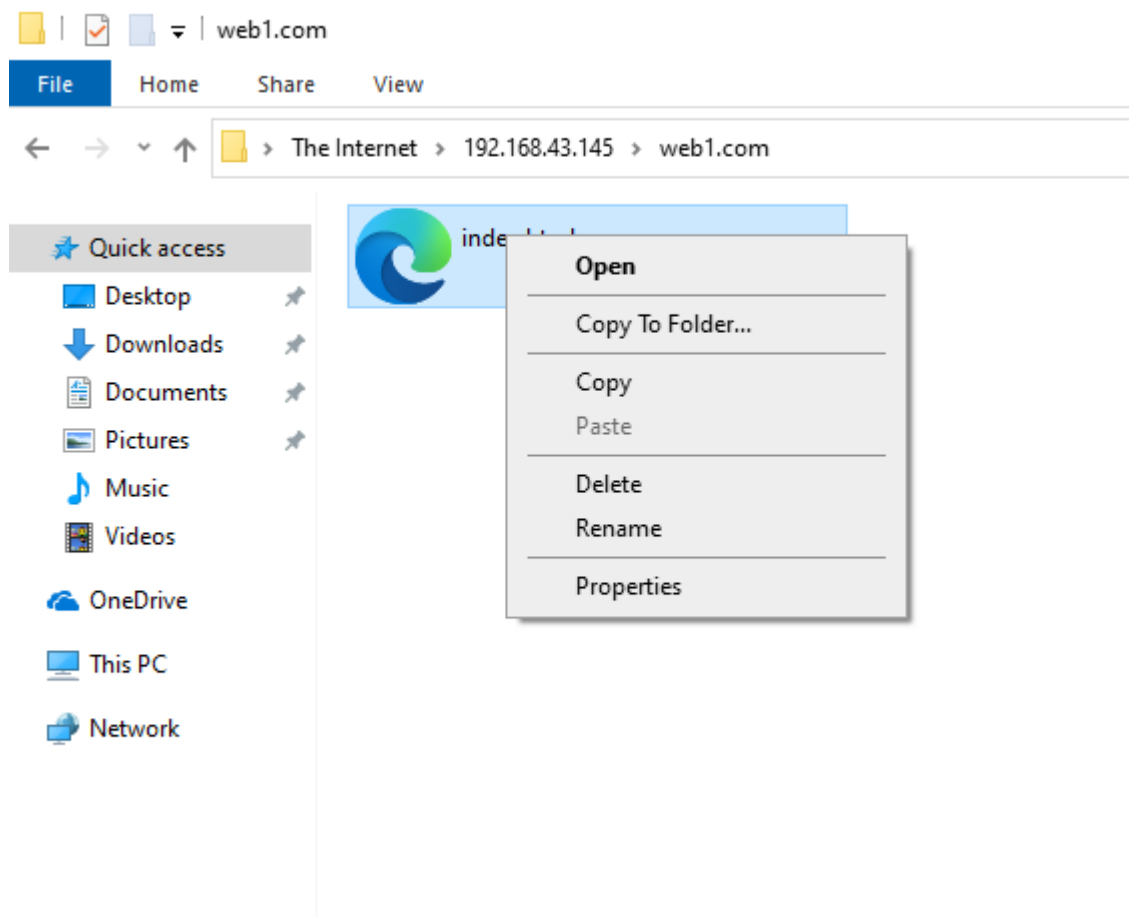 web1.com
File Home Share View
The Internet > 192.168.43.145 > web1.com
Quick access
Desktop
Downloads
Documents
Pictures
Music
Videos
OneDrive
This PC
Network
Open
Copy To Folder...
Copy
Paste
Delete
Rename
Properties